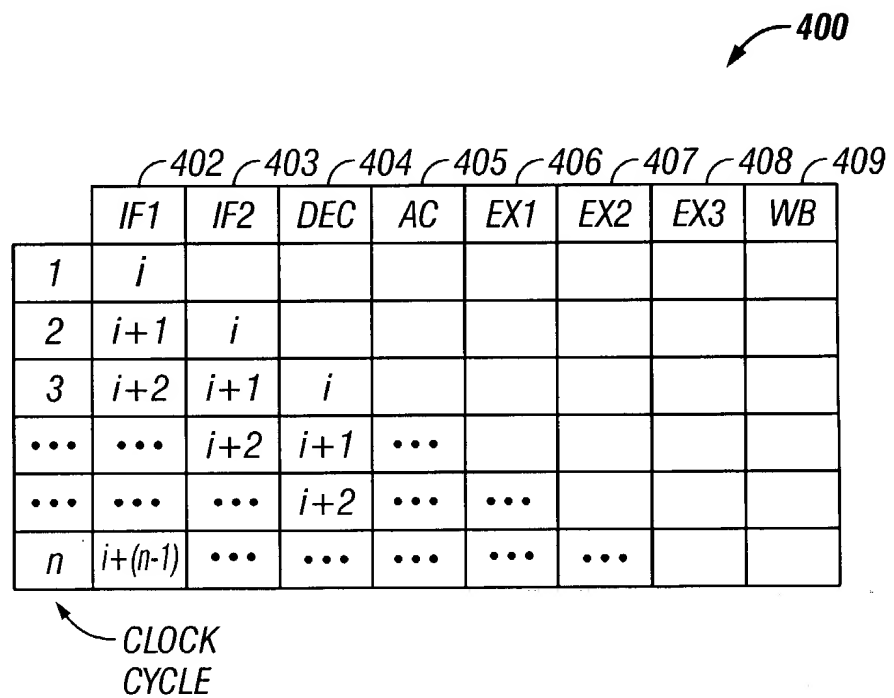 400
402 403 404 405 406 407 408 409
IF1 IF2 DEC AC EX1 EX2 EX3 WB
1 i
2 i+1 i
3 i+2 i+1 i
••• ••• i+2 i+1 •••
••• ••• ••• i+2 ••• •••
n i+(n-1) ••• ••• ••• ••• •••
CLOCK
CYCLE